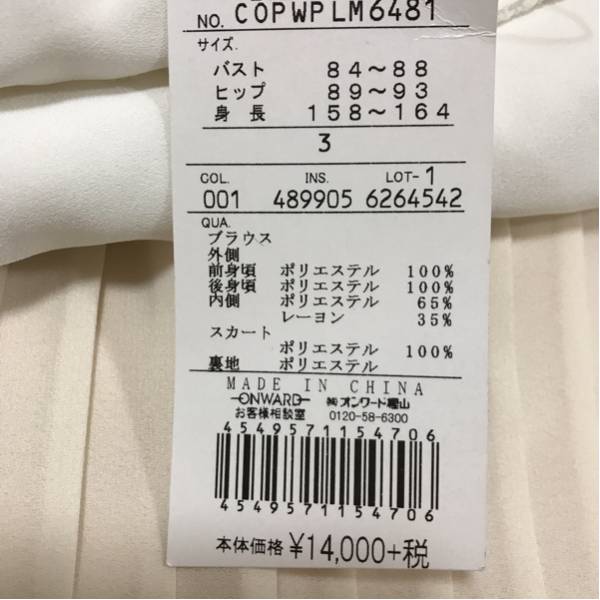 NO. COPWPLM6481
サイズ.
バスト 84～88
ヒップ 89～93
身長 158～164
3
COL. INS. LOT-1
001 489905 6264542
QUA.
ブラウス
外側
前身頃 ポリエステル 100%
後身頃 ポリエステル 100%
内側 ポリエステル 65%
レーヨン 35%
スカート
ポリエステル 100%
裏地 ポリエステル
MADE IN CHINA
ONWARD ㈱オンワード樫山
お客様相談室 0120-58-6300
4549571154706
4549571154706
本体価格 ¥14,000+税